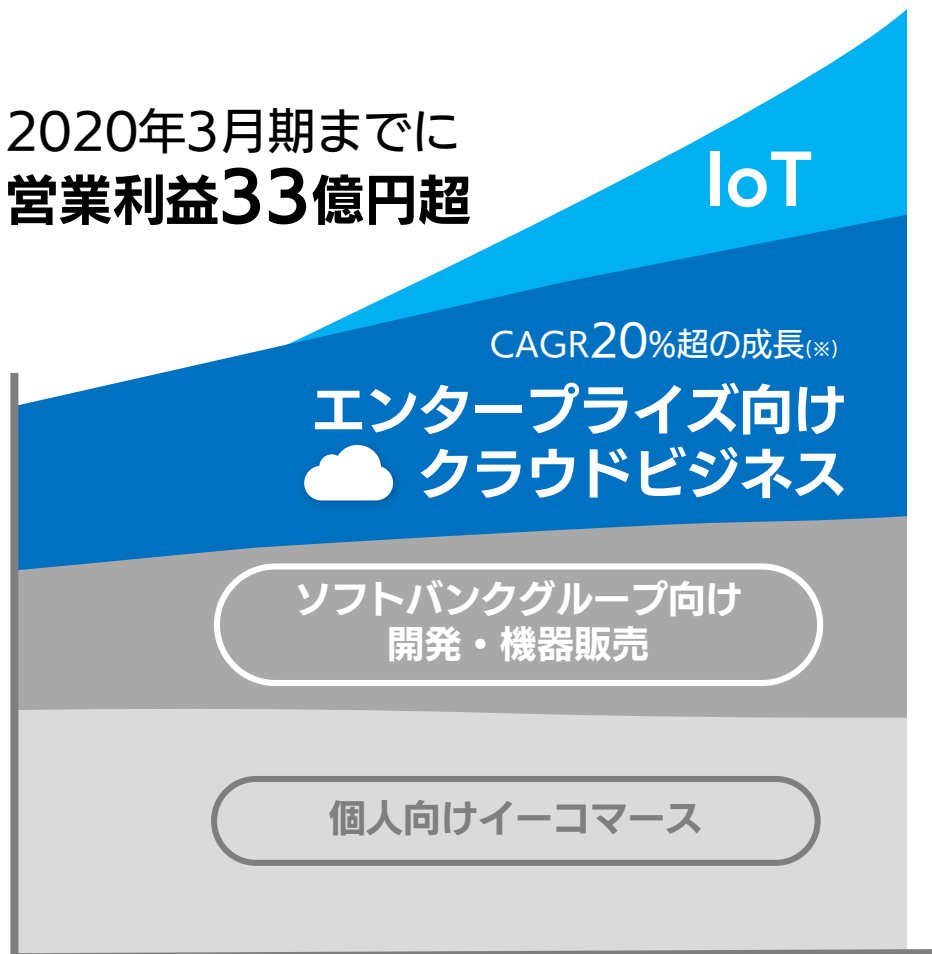 2020年3月期までに
営業利益33億円超
IoT
CAGR20%超の成長(※)
エンタープライズ向け
クラウドビジネス
ソフトバンクグループ向け
開発・機器販売
個人向けイーコマース